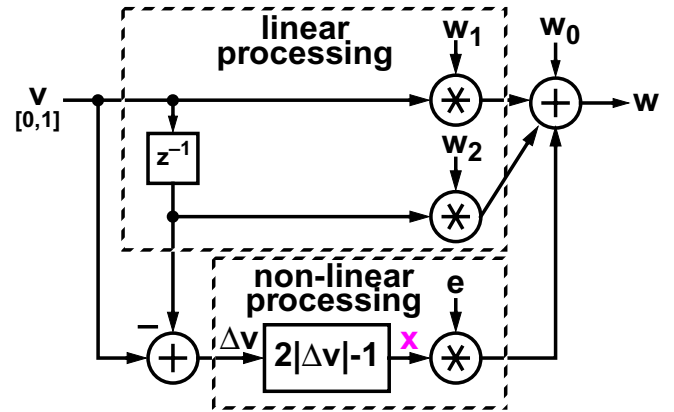 linear
processing
w₁
w₀
v
[0,1]
w
z⁻¹
w₂
non-linear
processing
e
−
Δv
2|Δv|-1
x